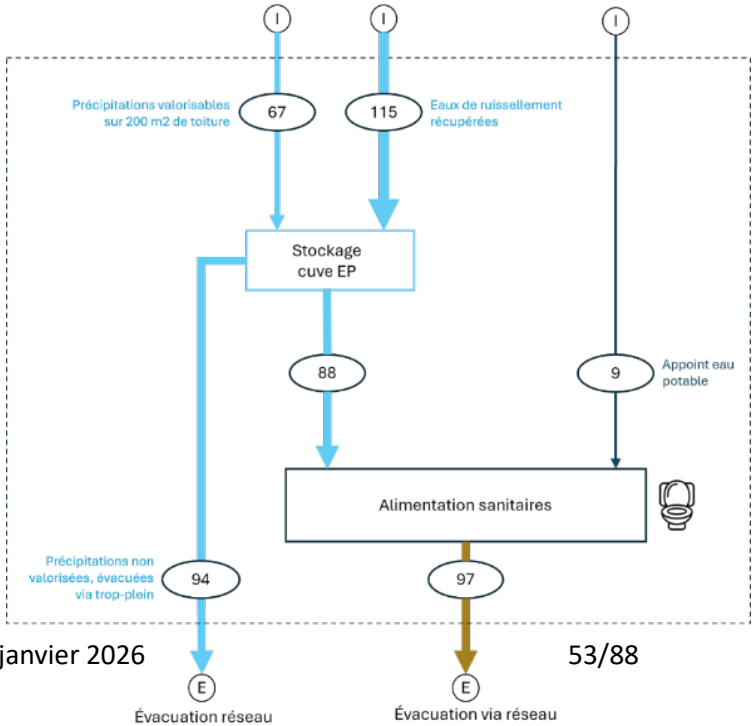 I
I
I
Précipitations valorisables
sur 200 m2 de toiture
67
115
Eaux de ruissellement
récupérées
Stockage
cuve EP
88
9
Appoint eau
potable
Alimentation sanitaires
Précipitations non
valorisées, évacuées
via trop-plein
94
97
janvier 2026
53/88
E
E
Évacuation réseau
Évacuation via réseau